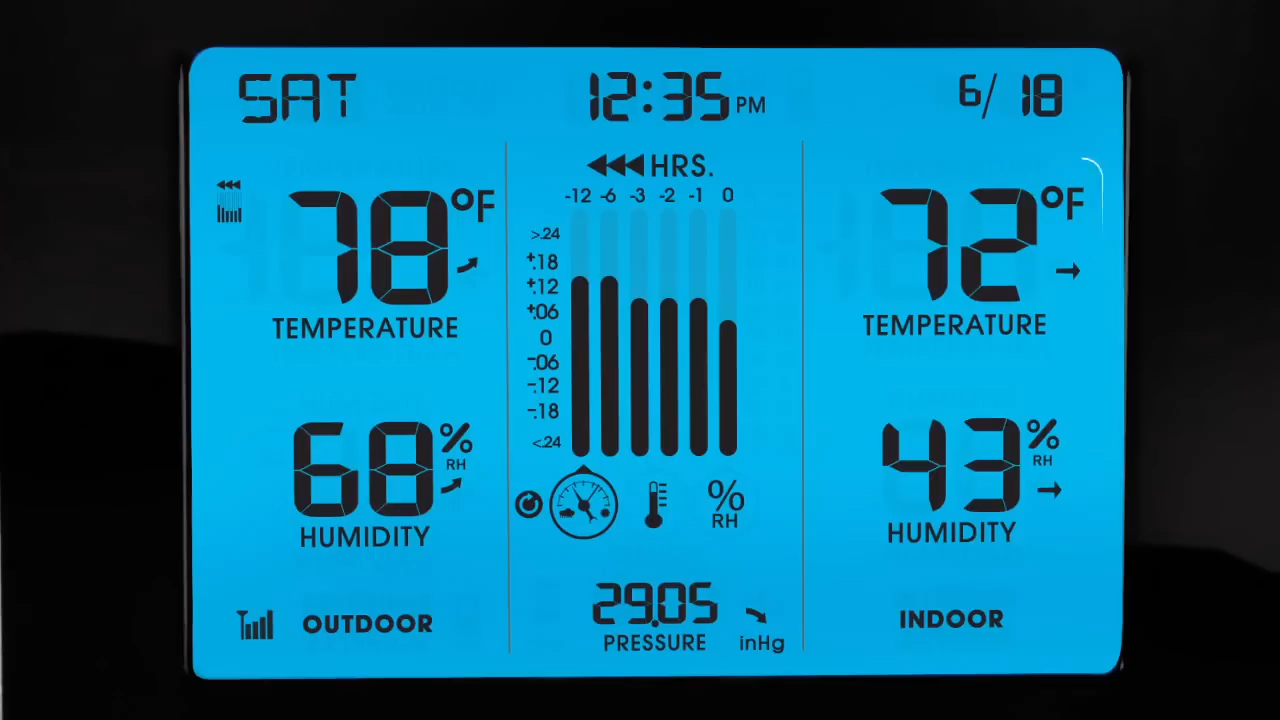 SAT 12:35 PM 6/ 18
HRS.
-12 -6 -3 -2 -1 0
78 °F
TEMPERATURE
>.24
+.18
+.12
+.06
0
-.06
-.12
-.18
<.24
72 °F
TEMPERATURE
68 % RH
HUMIDITY
% RH
43 % RH
HUMIDITY
OUTDOOR
29.05
PRESSURE inHg
INDOOR